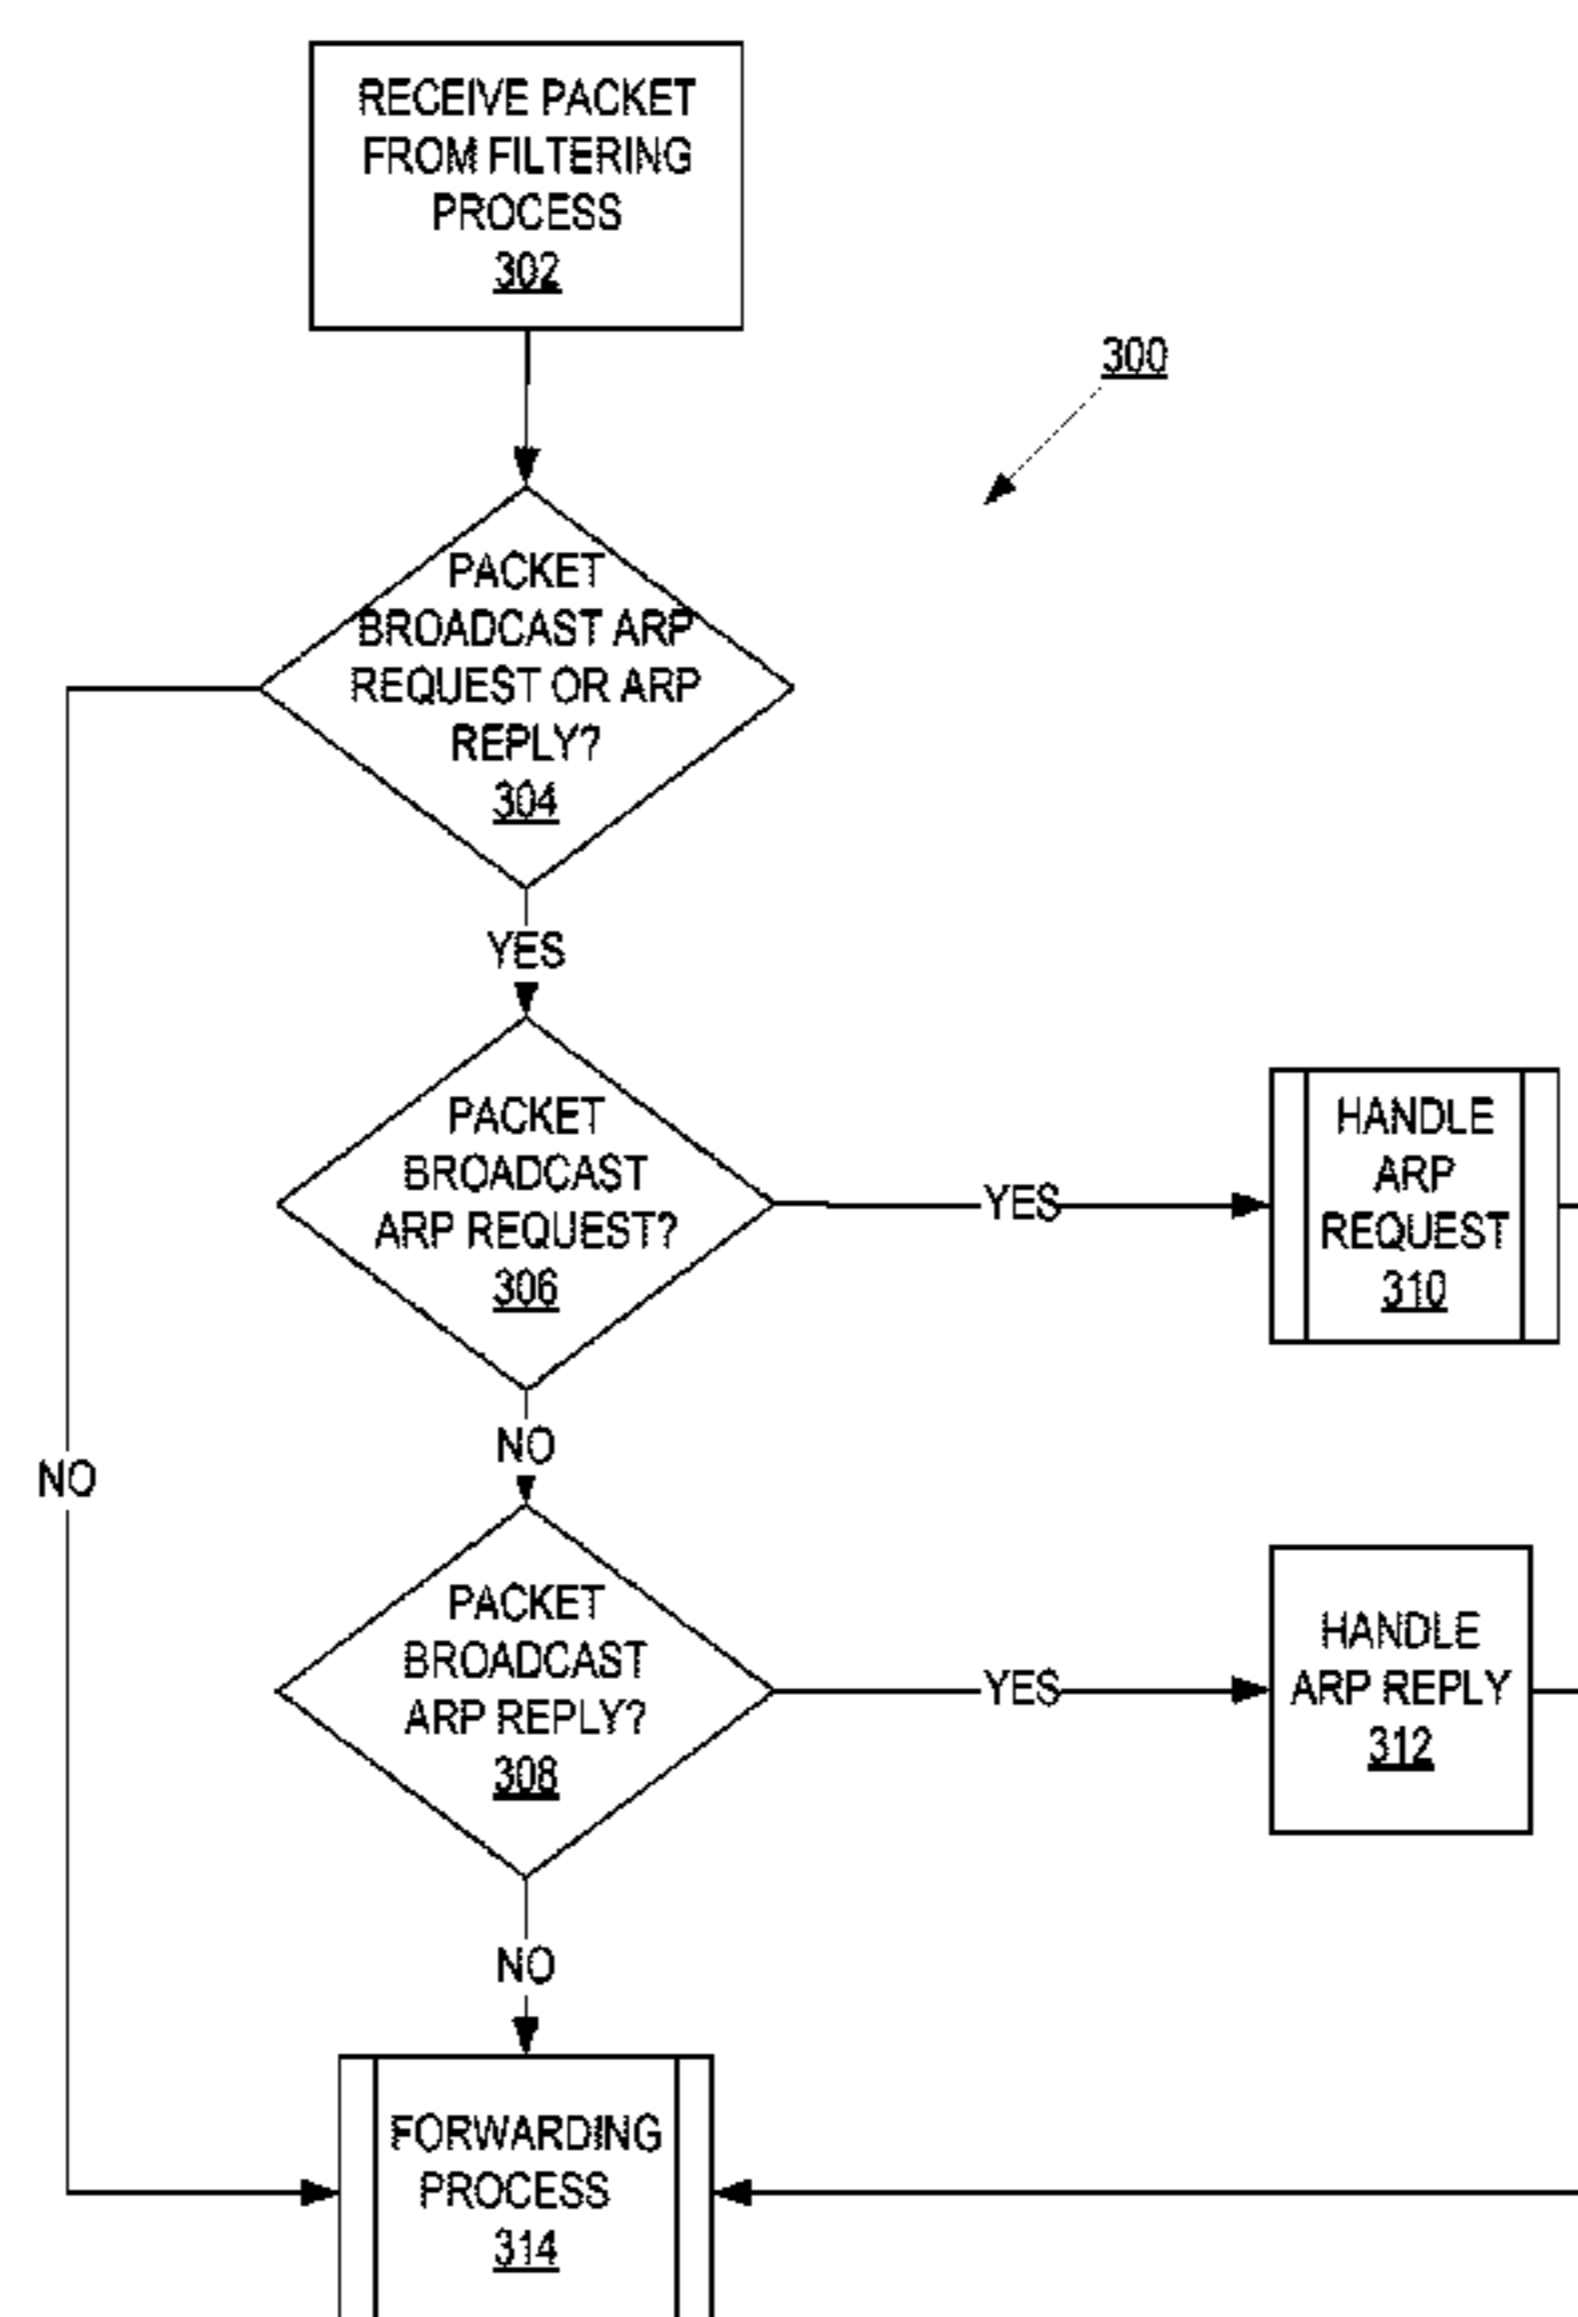 RECEIVE PACKET
FROM FILTERING
PROCESS
302
300
PACKET
BROADCAST ARP
REQUEST OR ARP
REPLY?
304
YES
PACKET
BROADCAST
ARP REQUEST?
306
YES
HANDLE
ARP
REQUEST
310
NO
NO
PACKET
BROADCAST
ARP REPLY?
308
YES
HANDLE
ARP REPLY
312
NO
FORWARDING
PROCESS
314